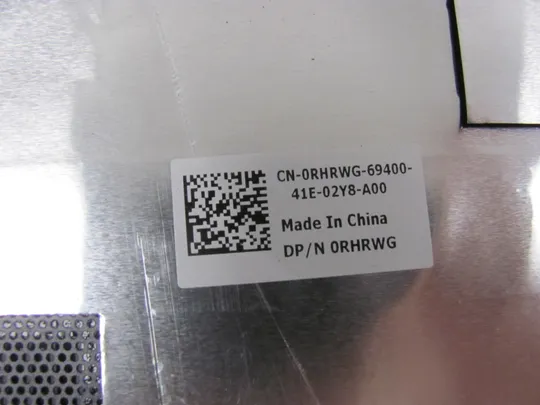 CN-0RHRWG-69400-
41E-02Y8-A00
Made In China
DP/N 0RHRWG